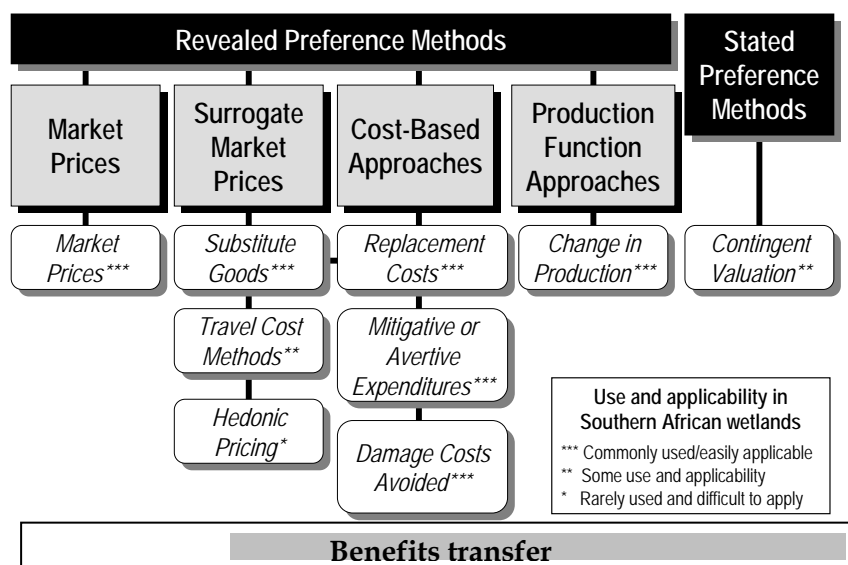 Revealed Preference Methods
Stated
Preference
Methods
Market
Prices
Surrogate
Market
Prices
Cost-Based
Approaches
Production
Function
Approaches
Market
Prices***
Substitute
Goods***
Replacement
Costs***
Change in
Production***
Contingent
Valuation**
Travel Cost
Methods**
Mitigative or
Avertive
Expenditures***
Hedonic
Pricing*
Damage Costs
Avoided***
Use and applicability in
Southern African wetlands
*** Commonly used/easily applicable
** Some use and applicability
* Rarely used and difficult to apply
Benefits transfer